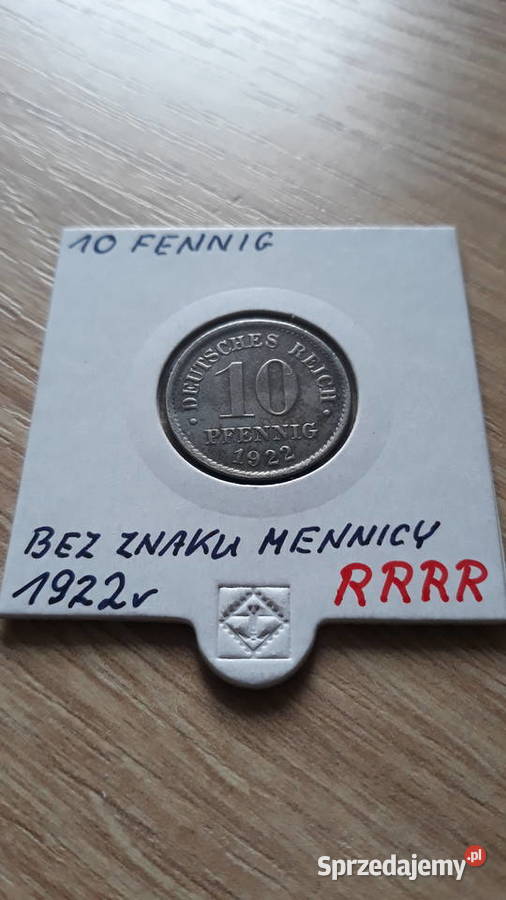 10 FENNIG
• DEUTSCHES REICH •
10
PFENNIG
1922
BEZ ZNAKU MENNICY
1922r
RRRR
Sprzedajemy.pl